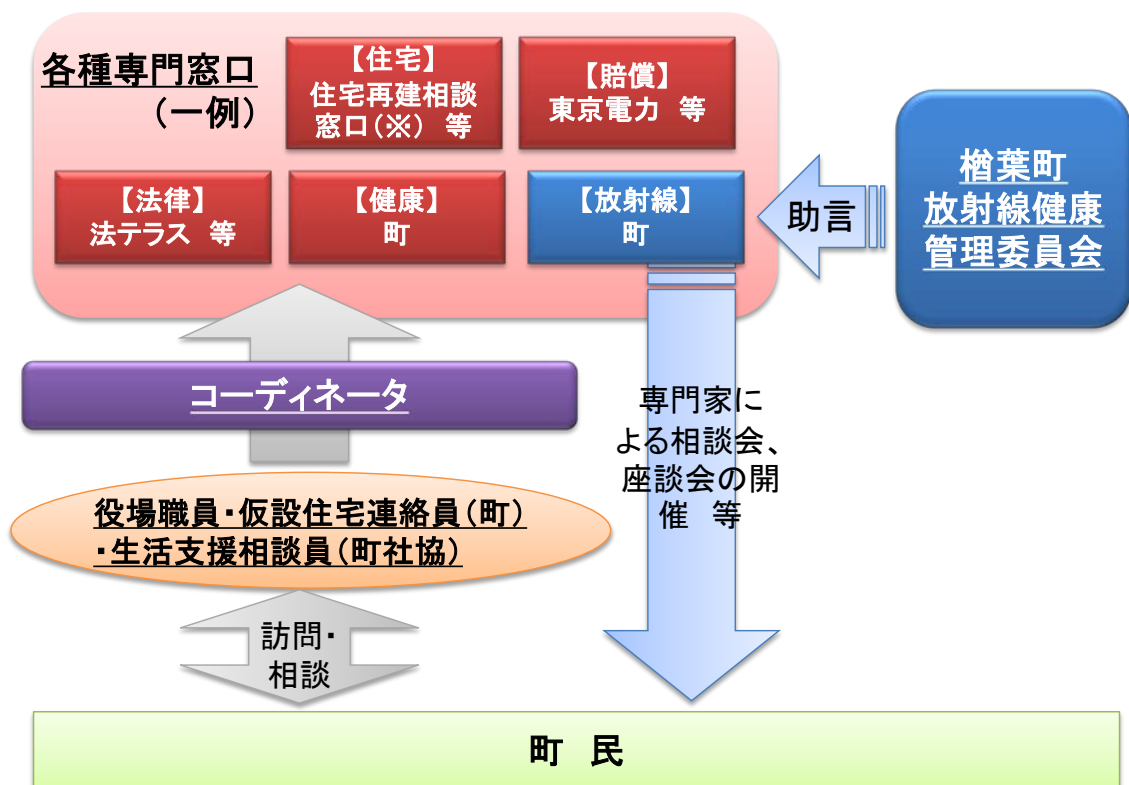 各種専門窓口
(一例)
【住宅】
住宅再建相談
窓口(※) 等
【賠償】
東京電力 等
【法律】
法テラス 等
【健康】
町
【放射線】
町
助言
楢葉町
放射線健康
管理委員会
コーディネータ
専門家に
よる相談会、
座談会の開
催 等
役場職員・仮設住宅連絡員(町)
・生活支援相談員(町社協)
訪問・
相談
町 民